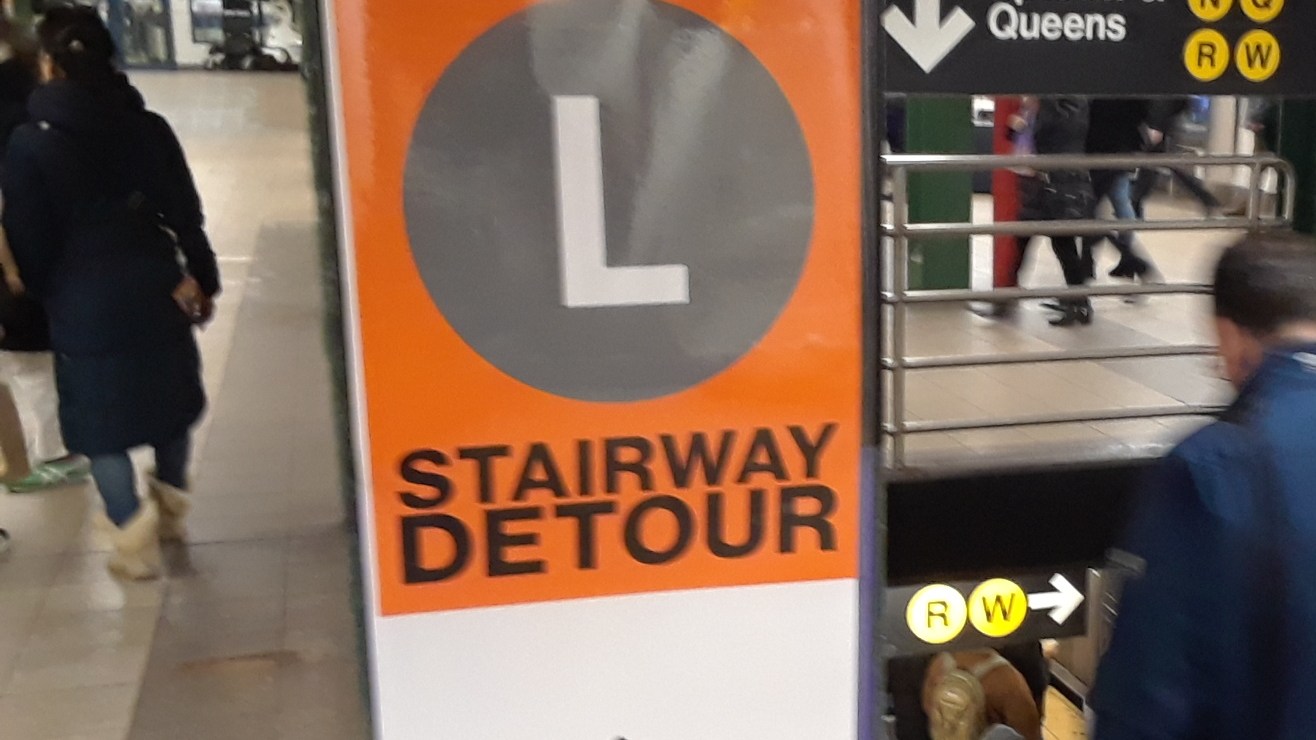 L
STAIRWAY
DETOUR
Queens
N Q
R W
R W